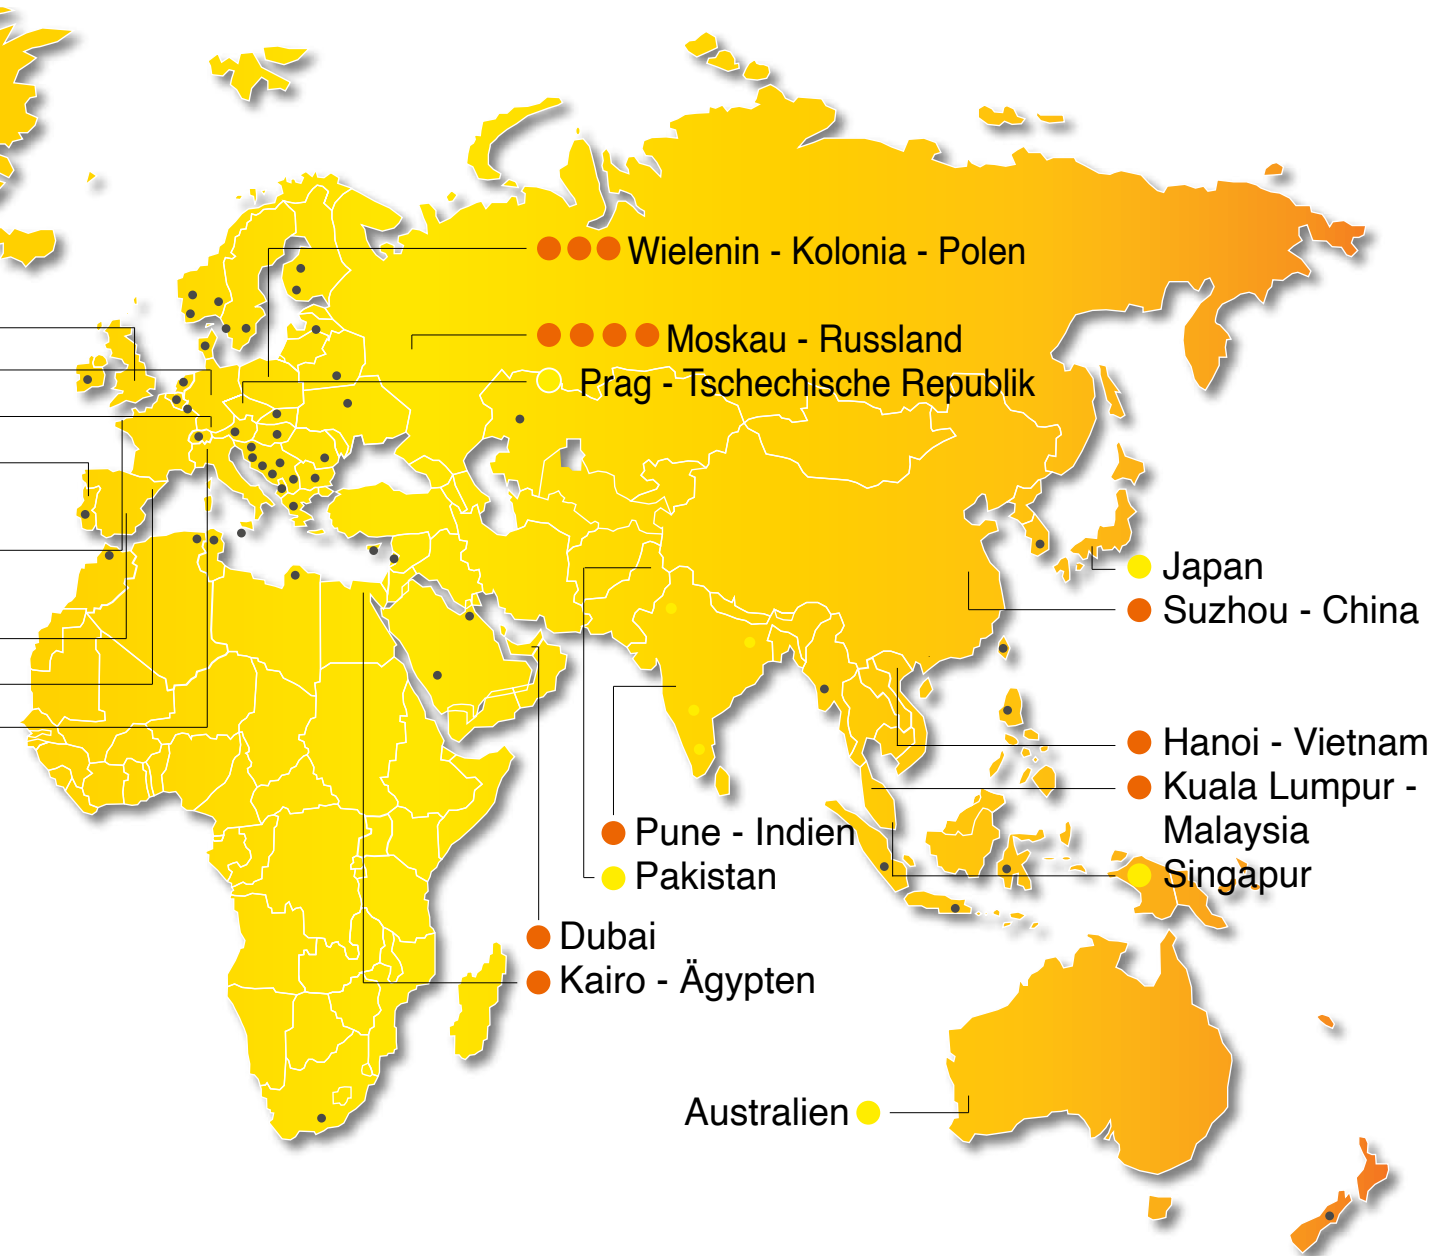 Wielenin - Kolonia - Polen
Moskau - Russland
Prag - Tschechische Republik
Japan
Suzhou - China
Hanoi - Vietnam
Kuala Lumpur -
Malaysia
Singapur
Pune - Indien
Pakistan
Dubai
Kairo - Ägypten
Australien